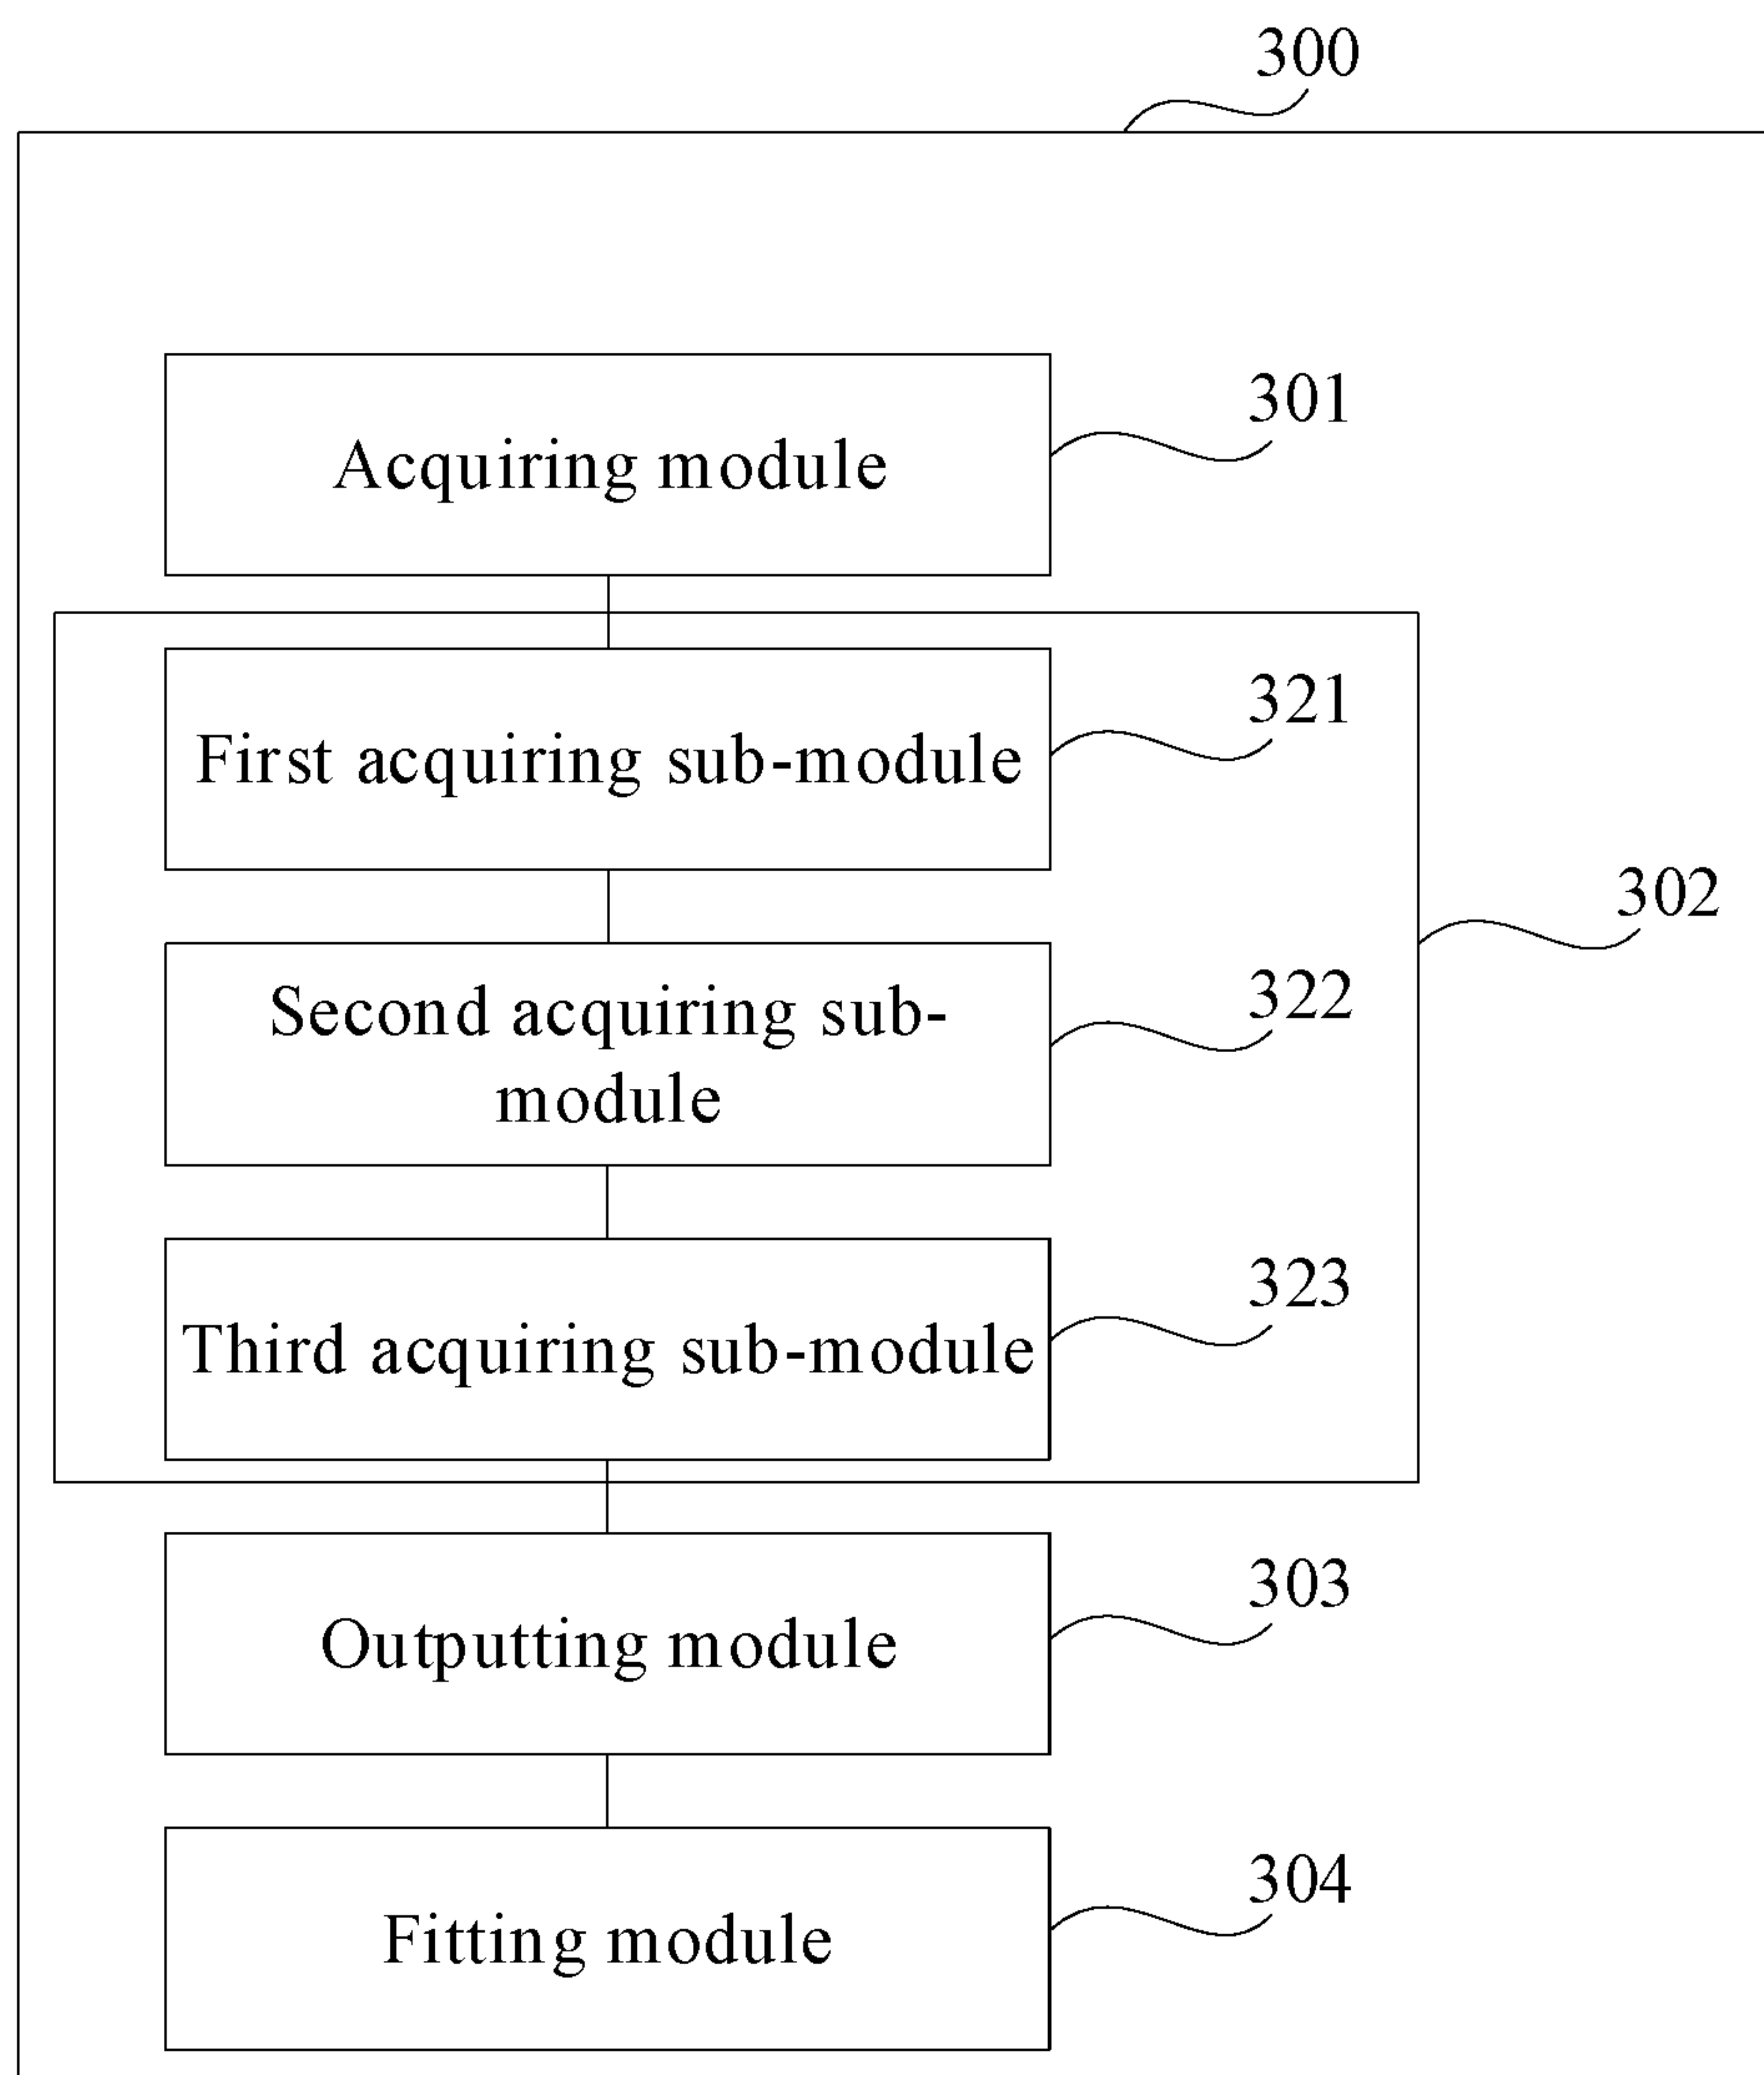 300
Acquiring module
301
First acquiring sub-module
321
302
Second acquiring sub-
module
322
Third acquiring sub-module
323
Outputting module
303
Fitting module
304